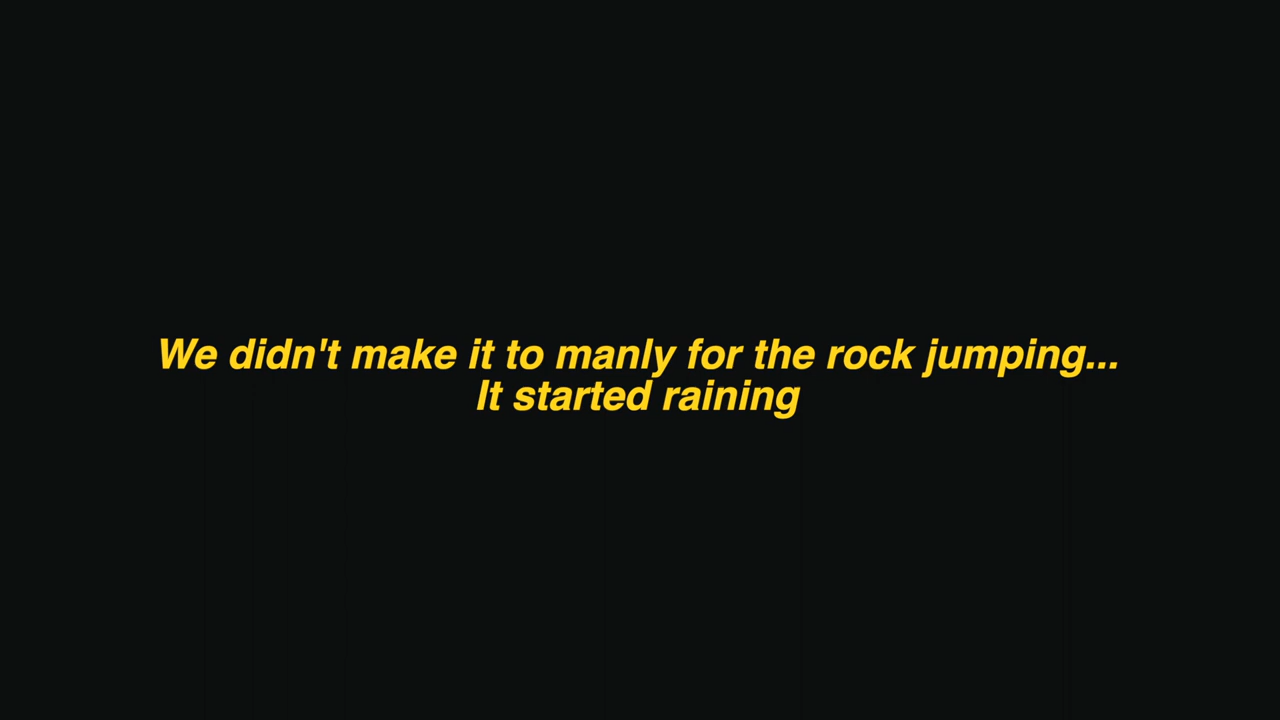 We didn't make it to manly for the rock jumping...
It started raining